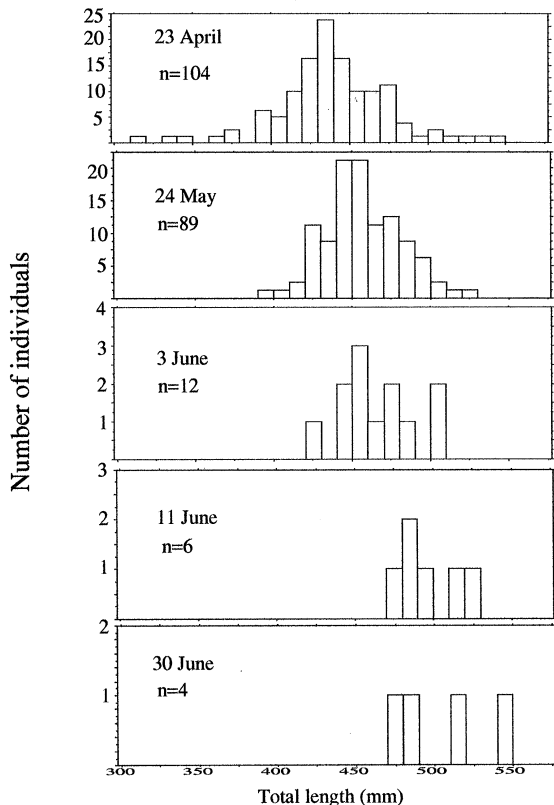 Number of individuals
25
20
15
10
5
23 April
n=104
20
15
10
5
24 May
n=89
4
3
2
1
3 June
n=12
3
2
1
11 June
n=6
2
1
30 June
n=4
300 350 400 450 500 550
Total length (mm)